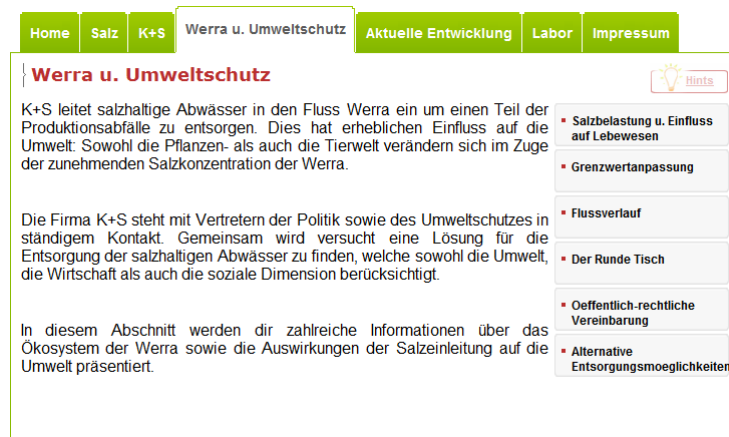 Home Salz K+S Werra u. Umweltschutz Aktuelle Entwicklung Labor Impressum
Werra u. Umweltschutz
Hints
K+S leitet salzhaltige Abwässer in den Fluss Werra ein um einen Teil der
Produktionsabfälle zu entsorgen. Dies hat erheblichen Einfluss auf die
Umwelt: Sowohl die Pflanzen- als auch die Tierwelt verändern sich im Zuge
der zunehmenden Salzkonzentration der Werra.
Die Firma K+S steht mit Vertretern der Politik sowie des Umweltschutzes in
ständigem Kontakt. Gemeinsam wird versucht eine Lösung für die
Entsorgung der salzhaltigen Abwässer zu finden, welche sowohl die Umwelt,
die Wirtschaft als auch die soziale Dimension berücksichtigt.
In diesem Abschnitt werden dir zahlreiche Informationen über das
Ökosystem der Werra sowie die Auswirkungen der Salzeinleitung auf die
Umwelt präsentiert.
Salzbelastung u. Einfluss
auf Lebewesen
Grenzwertanpassung
Flussverlauf
Der Runde Tisch
Oeffentlich-rechtliche
Vereinbarung
Alternative
Entsorgungsmoeglichkeiten